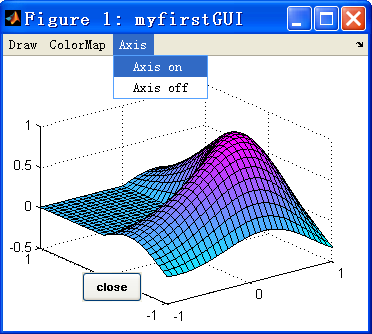 Figure 1: myfirstGUI
Draw ColorMap Axis
Axis on
Axis off
1
0.5
0
-0.5
1
0
-1
-1
0
1
close